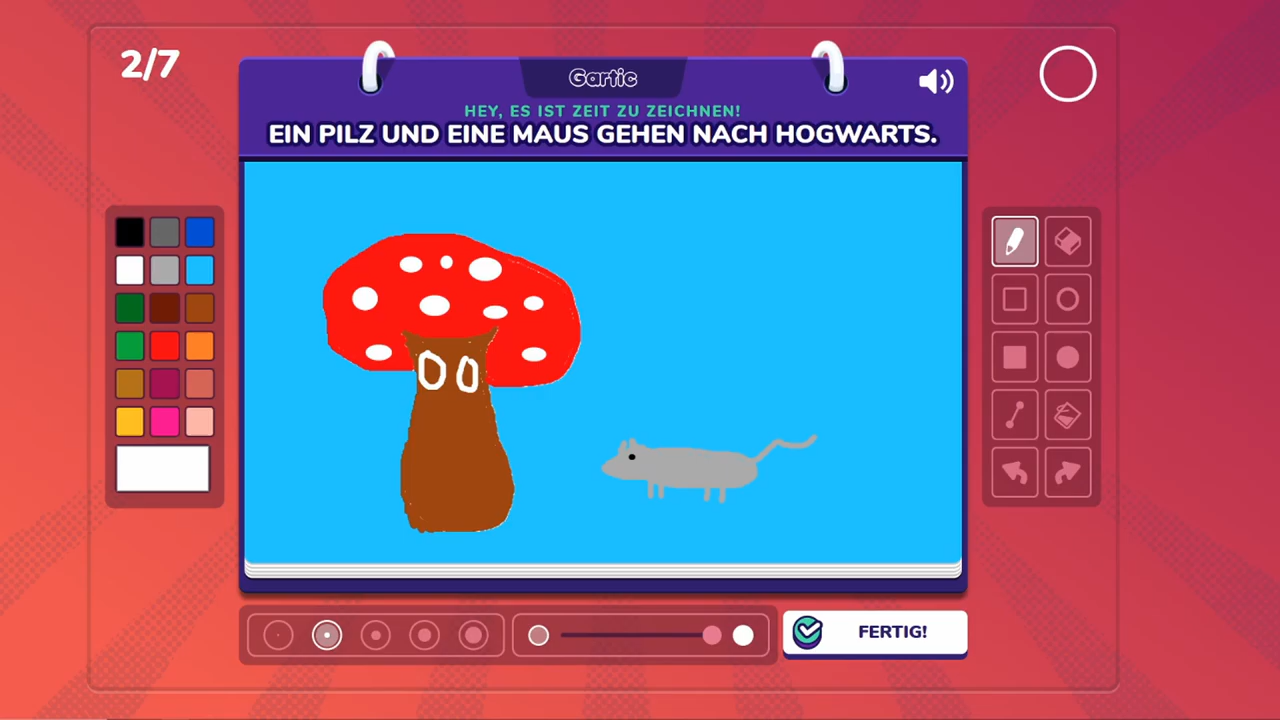 2/7
Gartic
HEY, ES IST ZEIT ZU ZEICHNEN!
EIN PILZ UND EINE MAUS GEHEN NACH HOGWARTS.
FERTIG!